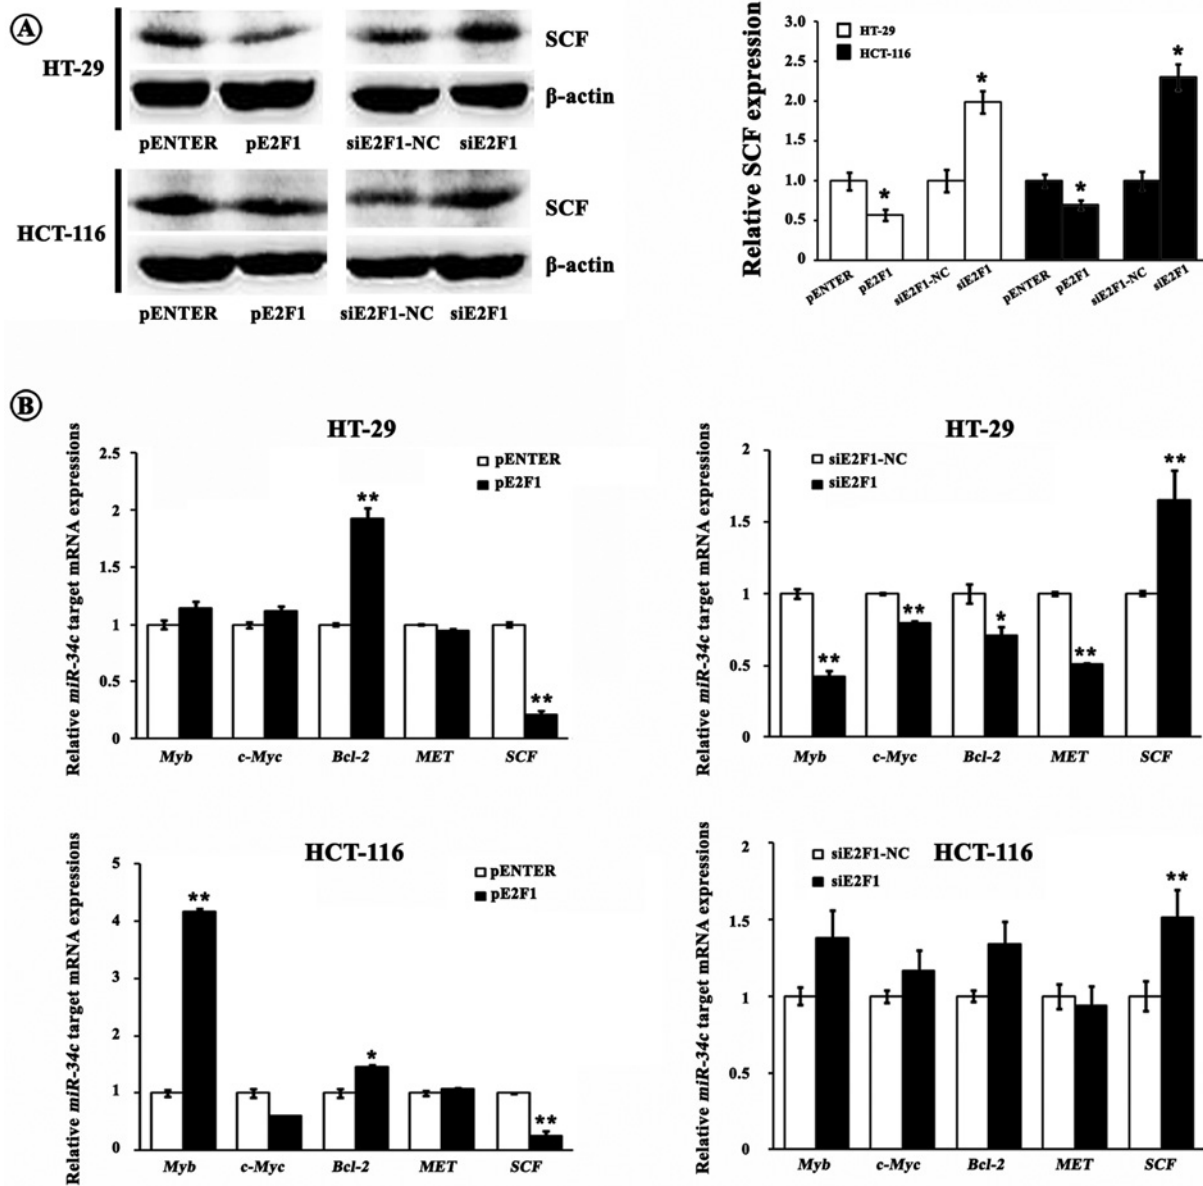 A
HT-29
SCF
β-actin
pENTER pE2F1 siE2F1-NC siE2F1
HCT-116
SCF
β-actin
pENTER pE2F1 siE2F1-NC siE2F1
Relative SCF expression
3.0
2.5
2.0
1.5
1.0
0.5
0
HT-29
HCT-116
*
*
*
*
pENTER pE2F1 siE2F1-NC siE2F1 pENTER pE2F1 siE2F1-NC siE2F1
B
HT-29
Relative miR-34c target mRNA expressions
2.5
2
1.5
1
0.5
0
pENTER
pE2F1
**
**
Myb c-Myc Bcl-2 MET SCF
HT-29
Relative miR-34c target mRNA expressions
2
1.5
1
0.5
0
siE2F1-NC
siE2F1
**
**
*
**
**
Myb c-Myc Bcl-2 MET SCF
HCT-116
Relative miR-34c target mRNA expressions
5
4
4
2
1
0
pENTER
pE2F1
**
*
**
Myb c-Myc Bcl-2 MET SCF
HCT-116
Relative miR-34c target mRNA expressions
2
1.5
1
0.5
0
siE2F1-NC
siE2F1
**
Myb c-Myc Bcl-2 MET SCF